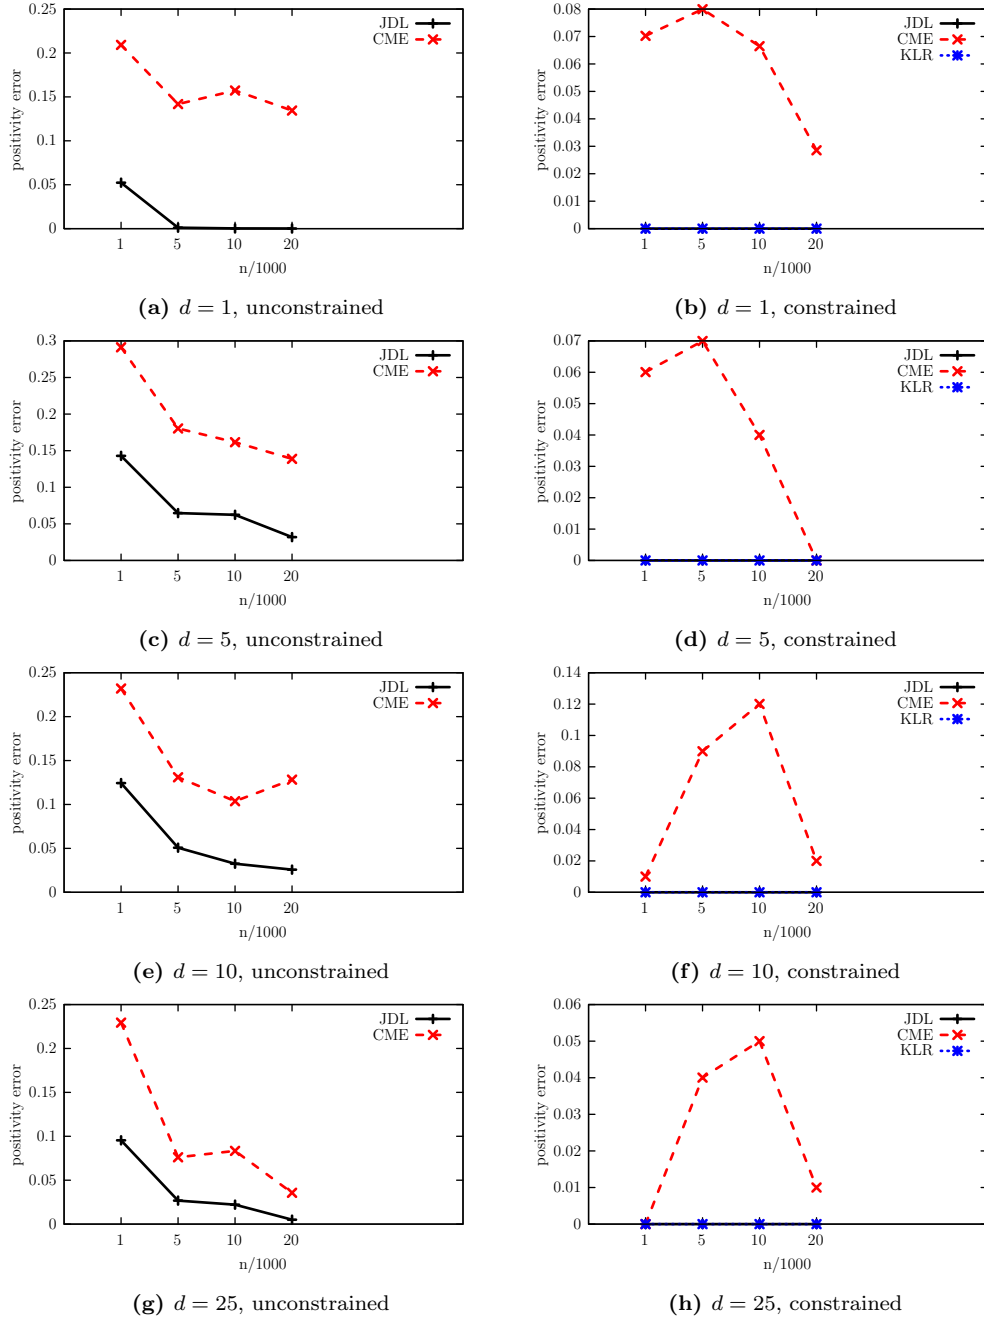 0.25
0.2
0.15
0.1
0.05
0
positivity error
1 5 10 20
n/1000
JDL
CME
(a) d = 1, unconstrained
0.08
0.07
0.06
0.05
0.04
0.03
0.02
0.01
0
positivity error
1 5 10 20
n/1000
JDL
CME
KLR
(b) d = 1, constrained
0.3
0.25
0.2
0.15
0.1
0.05
0
positivity error
1 5 10 20
n/1000
JDL
CME
(c) d = 5, unconstrained
0.07
0.06
0.05
0.04
0.03
0.02
0.01
0
positivity error
1 5 10 20
n/1000
JDL
CME
KLR
(d) d = 5, constrained
0.25
0.2
0.15
0.1
0.05
0
positivity error
1 5 10 20
n/1000
JDL
CME
(e) d = 10, unconstrained
0.14
0.12
0.1
0.08
0.06
0.04
0.02
0
positivity error
1 5 10 20
n/1000
JDL
CME
KLR
(f) d = 10, constrained
0.25
0.2
0.15
0.1
0.05
0
positivity error
1 5 10 20
n/1000
JDL
CME
(g) d = 25, unconstrained
0.06
0.05
0.04
0.03
0.02
0.01
0
positivity error
1 5 10 20
n/1000
JDL
CME
KLR
(h) d = 25, constrained